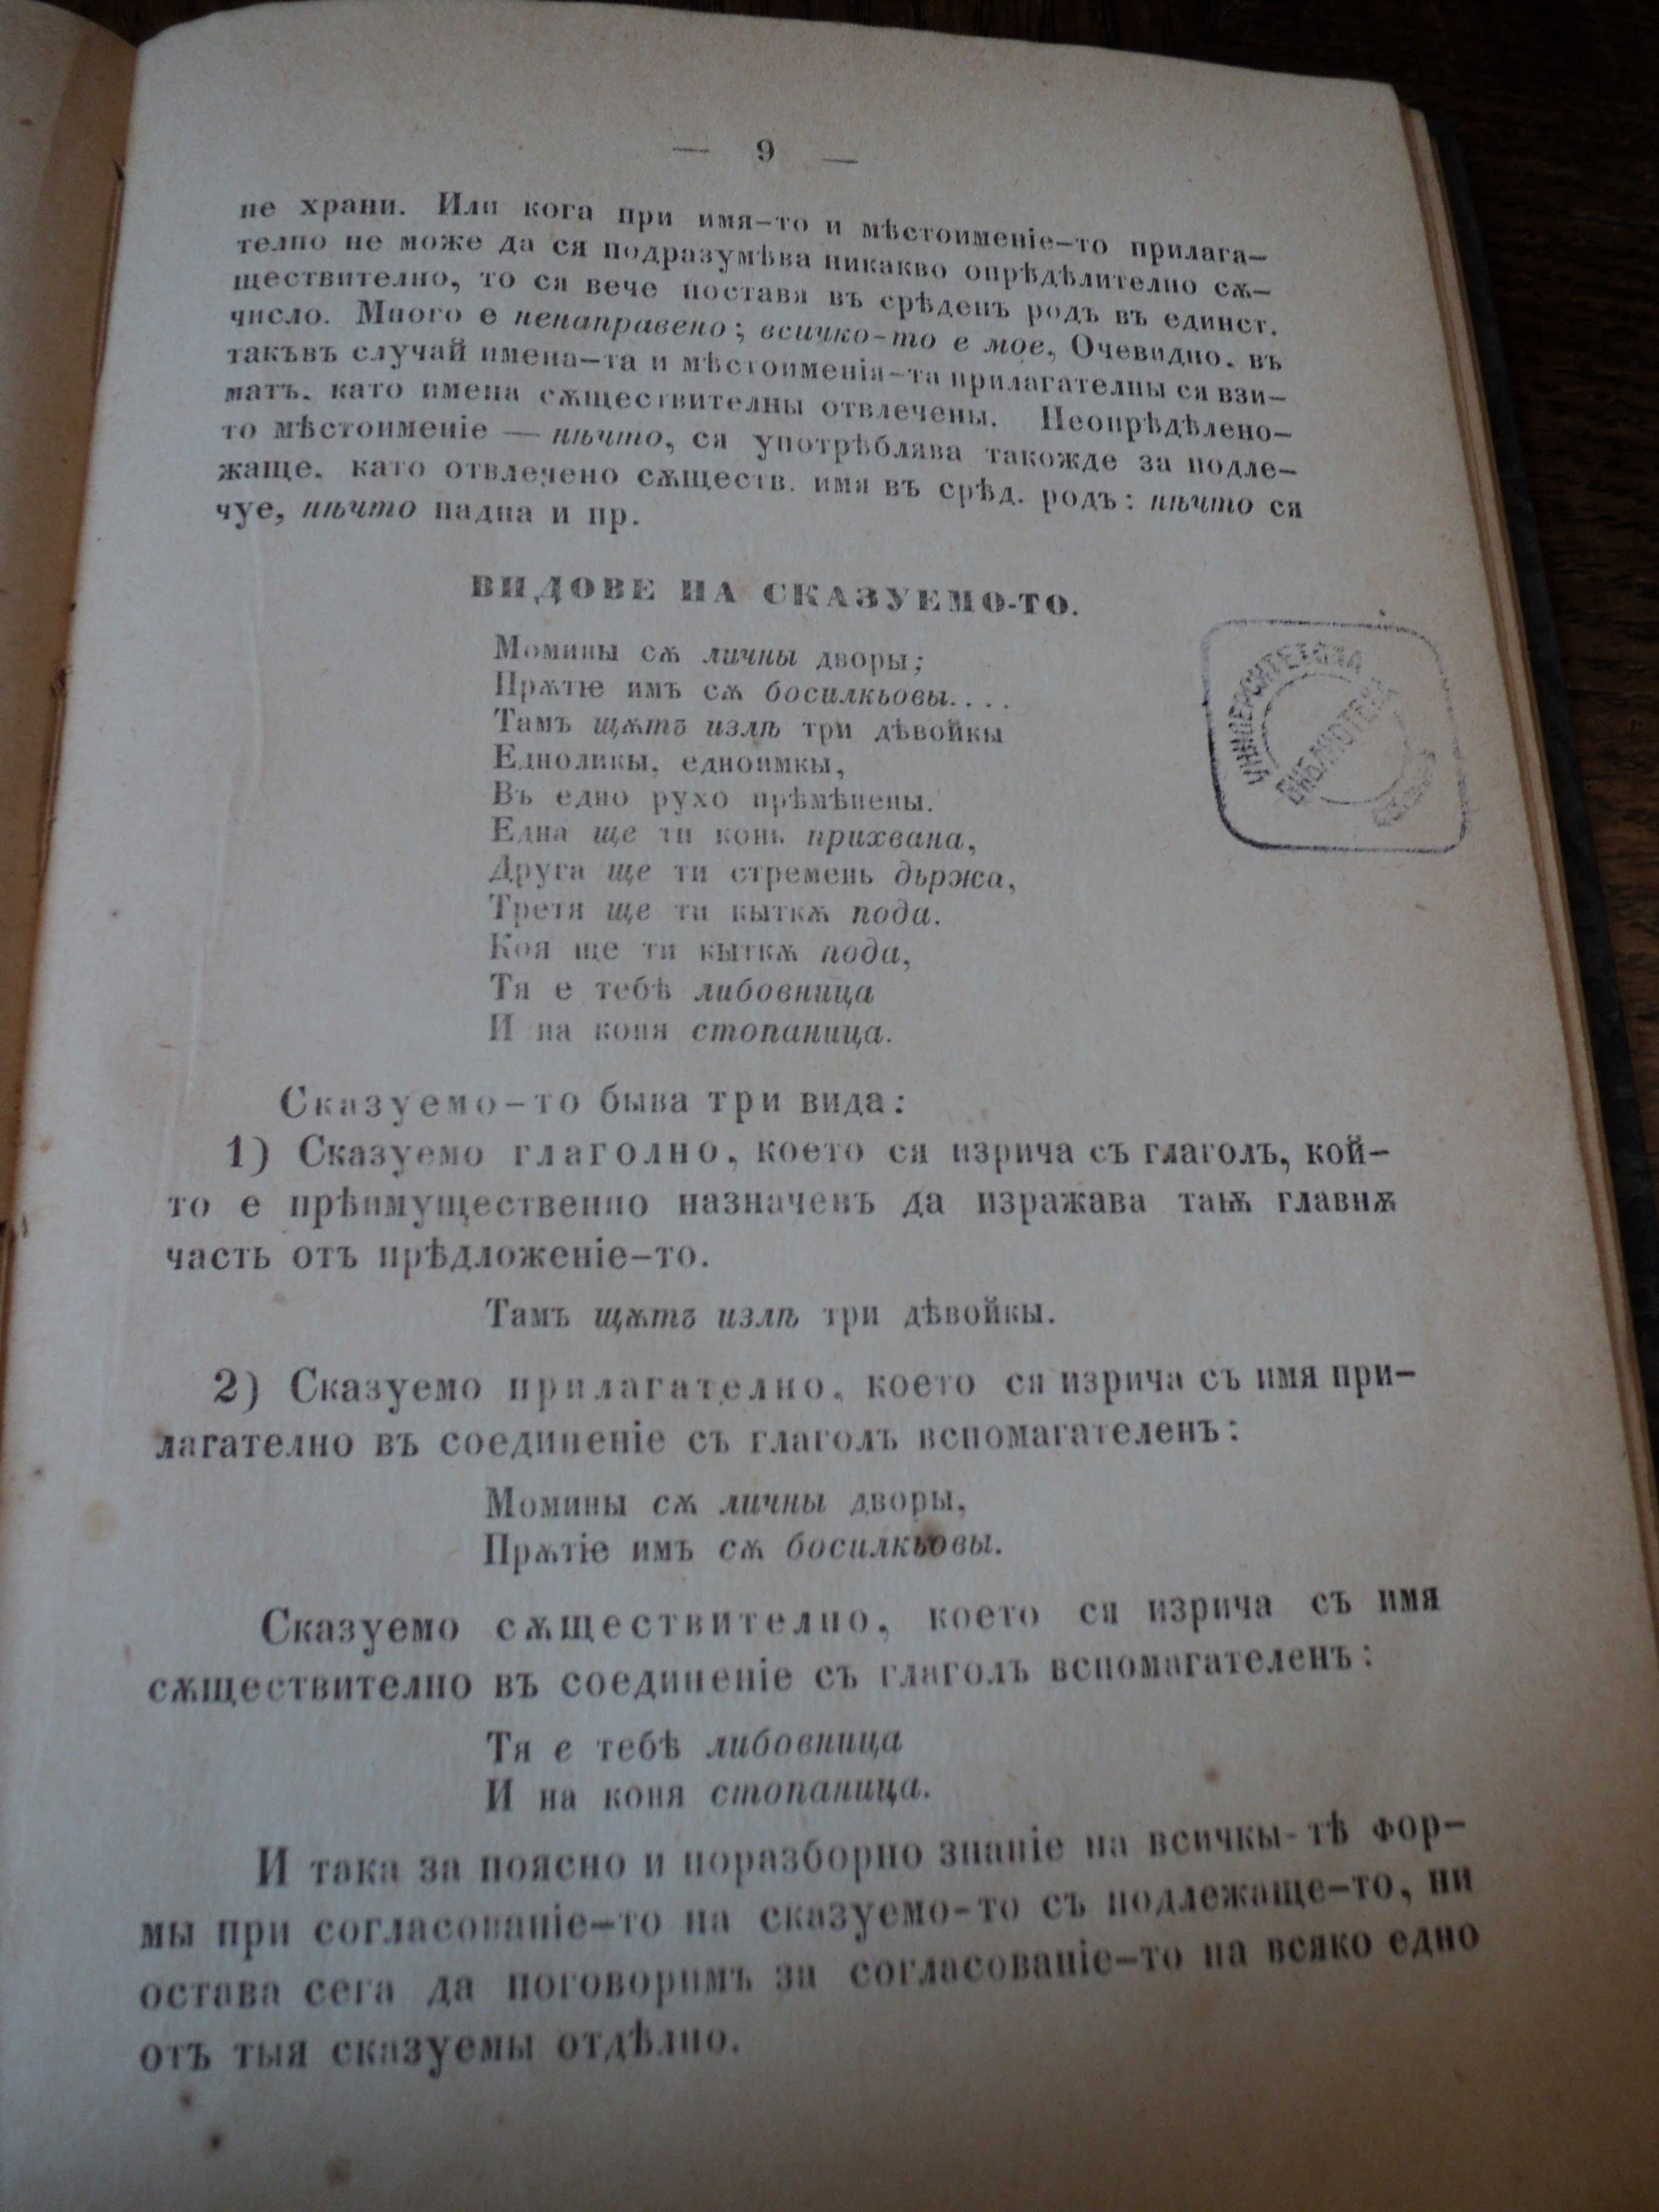 — 9 —
не храни. Или кога при имя-то и мѣстоименіе-то прилага-
телно не може да ся подразумѣва никакво опрѣдѣлително сѫ-
ществително, то ся вече поставя въ срѣденъ родъ въ единст.
число. Много е ненаправено; всичко-то е мое. Очевидно, въ
такъвъ случай имена-та и мѣстоименія-та прилагателны ся взи-
матъ, като имена сѫществителны отвлечены. Неопрѣдѣлено-
то мѣстоименіе — нѣчто, ся употрѣблява такожде за подле-
жаще, като отвлечено сѫществ. имя въ срѣд. родъ: нѣчто ся
чуе, нѣчто падна и пр.
ВИДОВЕ НА СКАЗУЕМО-ТО.
Момины сѫ личны дворы;
Прѫтіе имъ сѫ босилкьовы....
Тамъ щѫтъ излѣ три дѣвойкы
Едноликы, едноимкы,
Въ едно рухо прѣмѣнены.
Една ще ти конь прихвана,
Друга ще ти стремень държа,
Третя ще ти кыткѫ пода.
Коя ще ти кыткѫ пода,
Тя е тебѣ либовница
И на коня стопаница.
УНИВЕРСИТЕТСКА
БИБЛИОТЕКА
Сказуемо-то быва три вида:
1) Сказуемо глаголно, което ся изрича съ глаголъ, кой-
то е прѣимуществено назначенъ да изражава таѭ главнѫ
часть отъ прѣдложеніе-то.
Тамъ щѫтъ излѣ три дѣвойкы.
2) Сказуемо прилагателно, което ся изрича съ имя при-
лагателно въ соединеніе съ глаголъ вспомагателенъ:
Момины сѫ личны дворы,
Прѫтіе имъ сѫ босилкьовы.
Сказуемо сѫществително, което ся изрича съ имя
сѫществително въ соединеніе съ глаголъ вспомагателенъ:
Тя е тебѣ либовница
И на коня стопаница.
И така за поясно и поразборно знаніе на всичкы-тѣ фор-
мы при согласованіе-то на сказуемо-то съ подлежаще-то, ни
остава сега да поговоримъ за согласованіе-то на всяко едно
отъ тыя сказуемы отдѣлно.